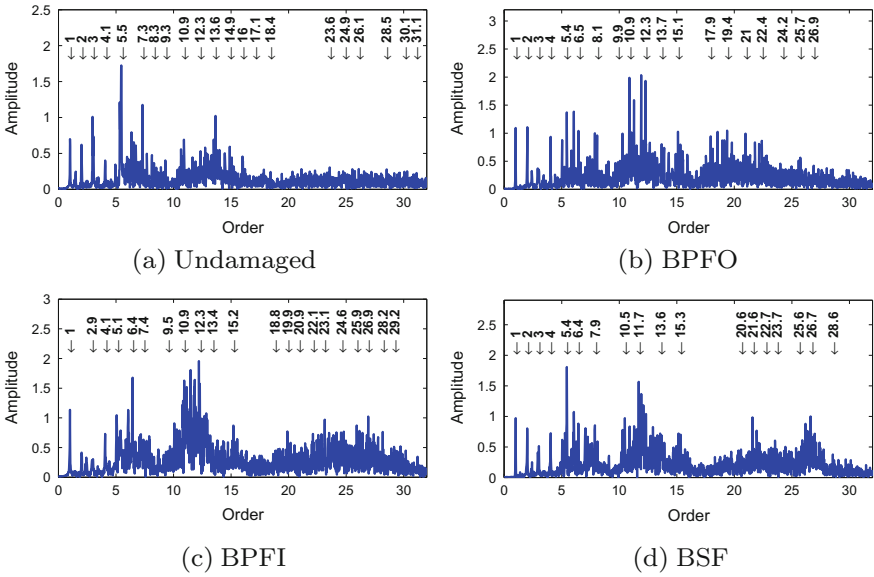 1 2 3 4.1 5.5 7.3 8.3 9.3 10.9 12.3 13.6 14.9 16 17.1 18.4 23.6 24.9 26.1 28.5 30.1 31.1
2.5
2
1.5
1
0.5
0
Amplitude
0 5 10 15 20 25 30
Order
(a) Undamaged
1 2 3 4 5.4 6.5 8.1 9.9 10.9 12.3 13.7 15.1 17.9 19.4 21 22.4 24.2 25.7 26.9
3
2.5
2
1.5
1
0.5
0
Amplitude
0 5 10 15 20 25 30
Order
(b) BPFO
1 2.9 4.1 5.1 6.4 7.4 9.5 10.9 12.3 13.4 15.2 18.8 19.9 20.9 22.1 23.1 24.6 25.9 26.9 28.2 29.2
3
2.5
2
1.5
1
0.5
0
Amplitude
0 5 10 15 20 25 30
Order
(c) BPFI
1 2 3 4 5.4 6.4 7.9 10.5 11.7 13.6 15.3 20.6 21.6 22.7 23.7 25.6 26.7 28.6
2.5
2
1.5
1
0.5
0
Amplitude
0 5 10 15 20 25 30
Order
(d) BSF